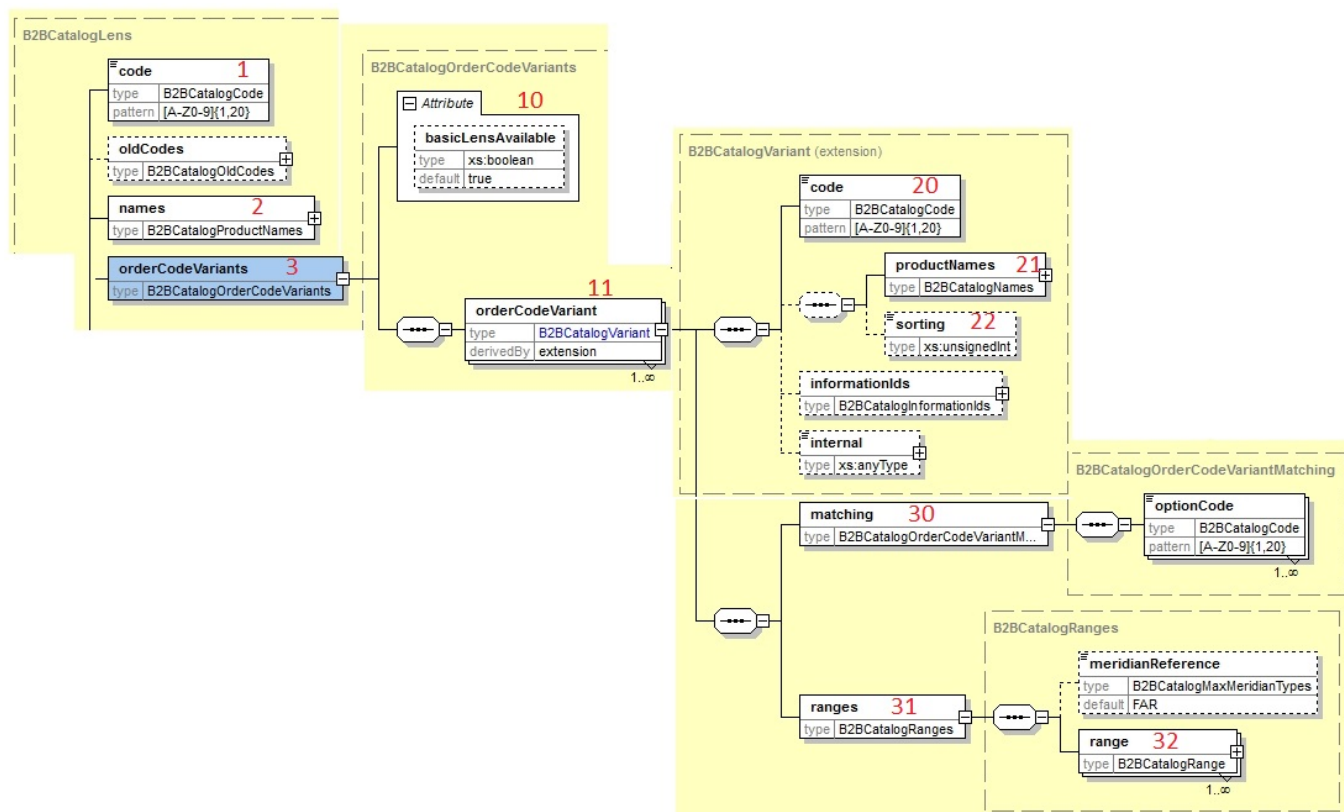 B2BCatalogLens
code 1
type B2BCatalogCode
pattern [A-Z0-9]{1,20}
oldCodes
type B2BCatalogOldCodes
names 2
type B2BCatalogProductNames
orderCodeVariants 3
type B2BCatalogOrderCodeVariants
B2BCatalogOrderCodeVariants
Attribute 10
basicLensAvailable
type xs:boolean
default true
orderCodeVariant 11
type B2BCatalogVariant
derivedBy extension
1..∞
B2BCatalogVariant (extension)
code 20
type B2BCatalogCode
pattern [A-Z0-9]{1,20}
productNames 21
type B2BCatalogNames
sorting 22
type xs:unsignedInt
informationIds
type B2BCatalogInformationIds
internal
type xs:anyType
matching 30
type B2BCatalogOrderCodeVariantM...
B2BCatalogOrderCodeVariantMatching
optionCode
type B2BCatalogCode
pattern [A-Z0-9]{1,20}
1..∞
ranges 31
type B2BCatalogRanges
B2BCatalogRanges
meridianReference
type B2BCatalogMaxMeridianTypes
default FAR
range 32
type B2BCatalogRange
1..∞